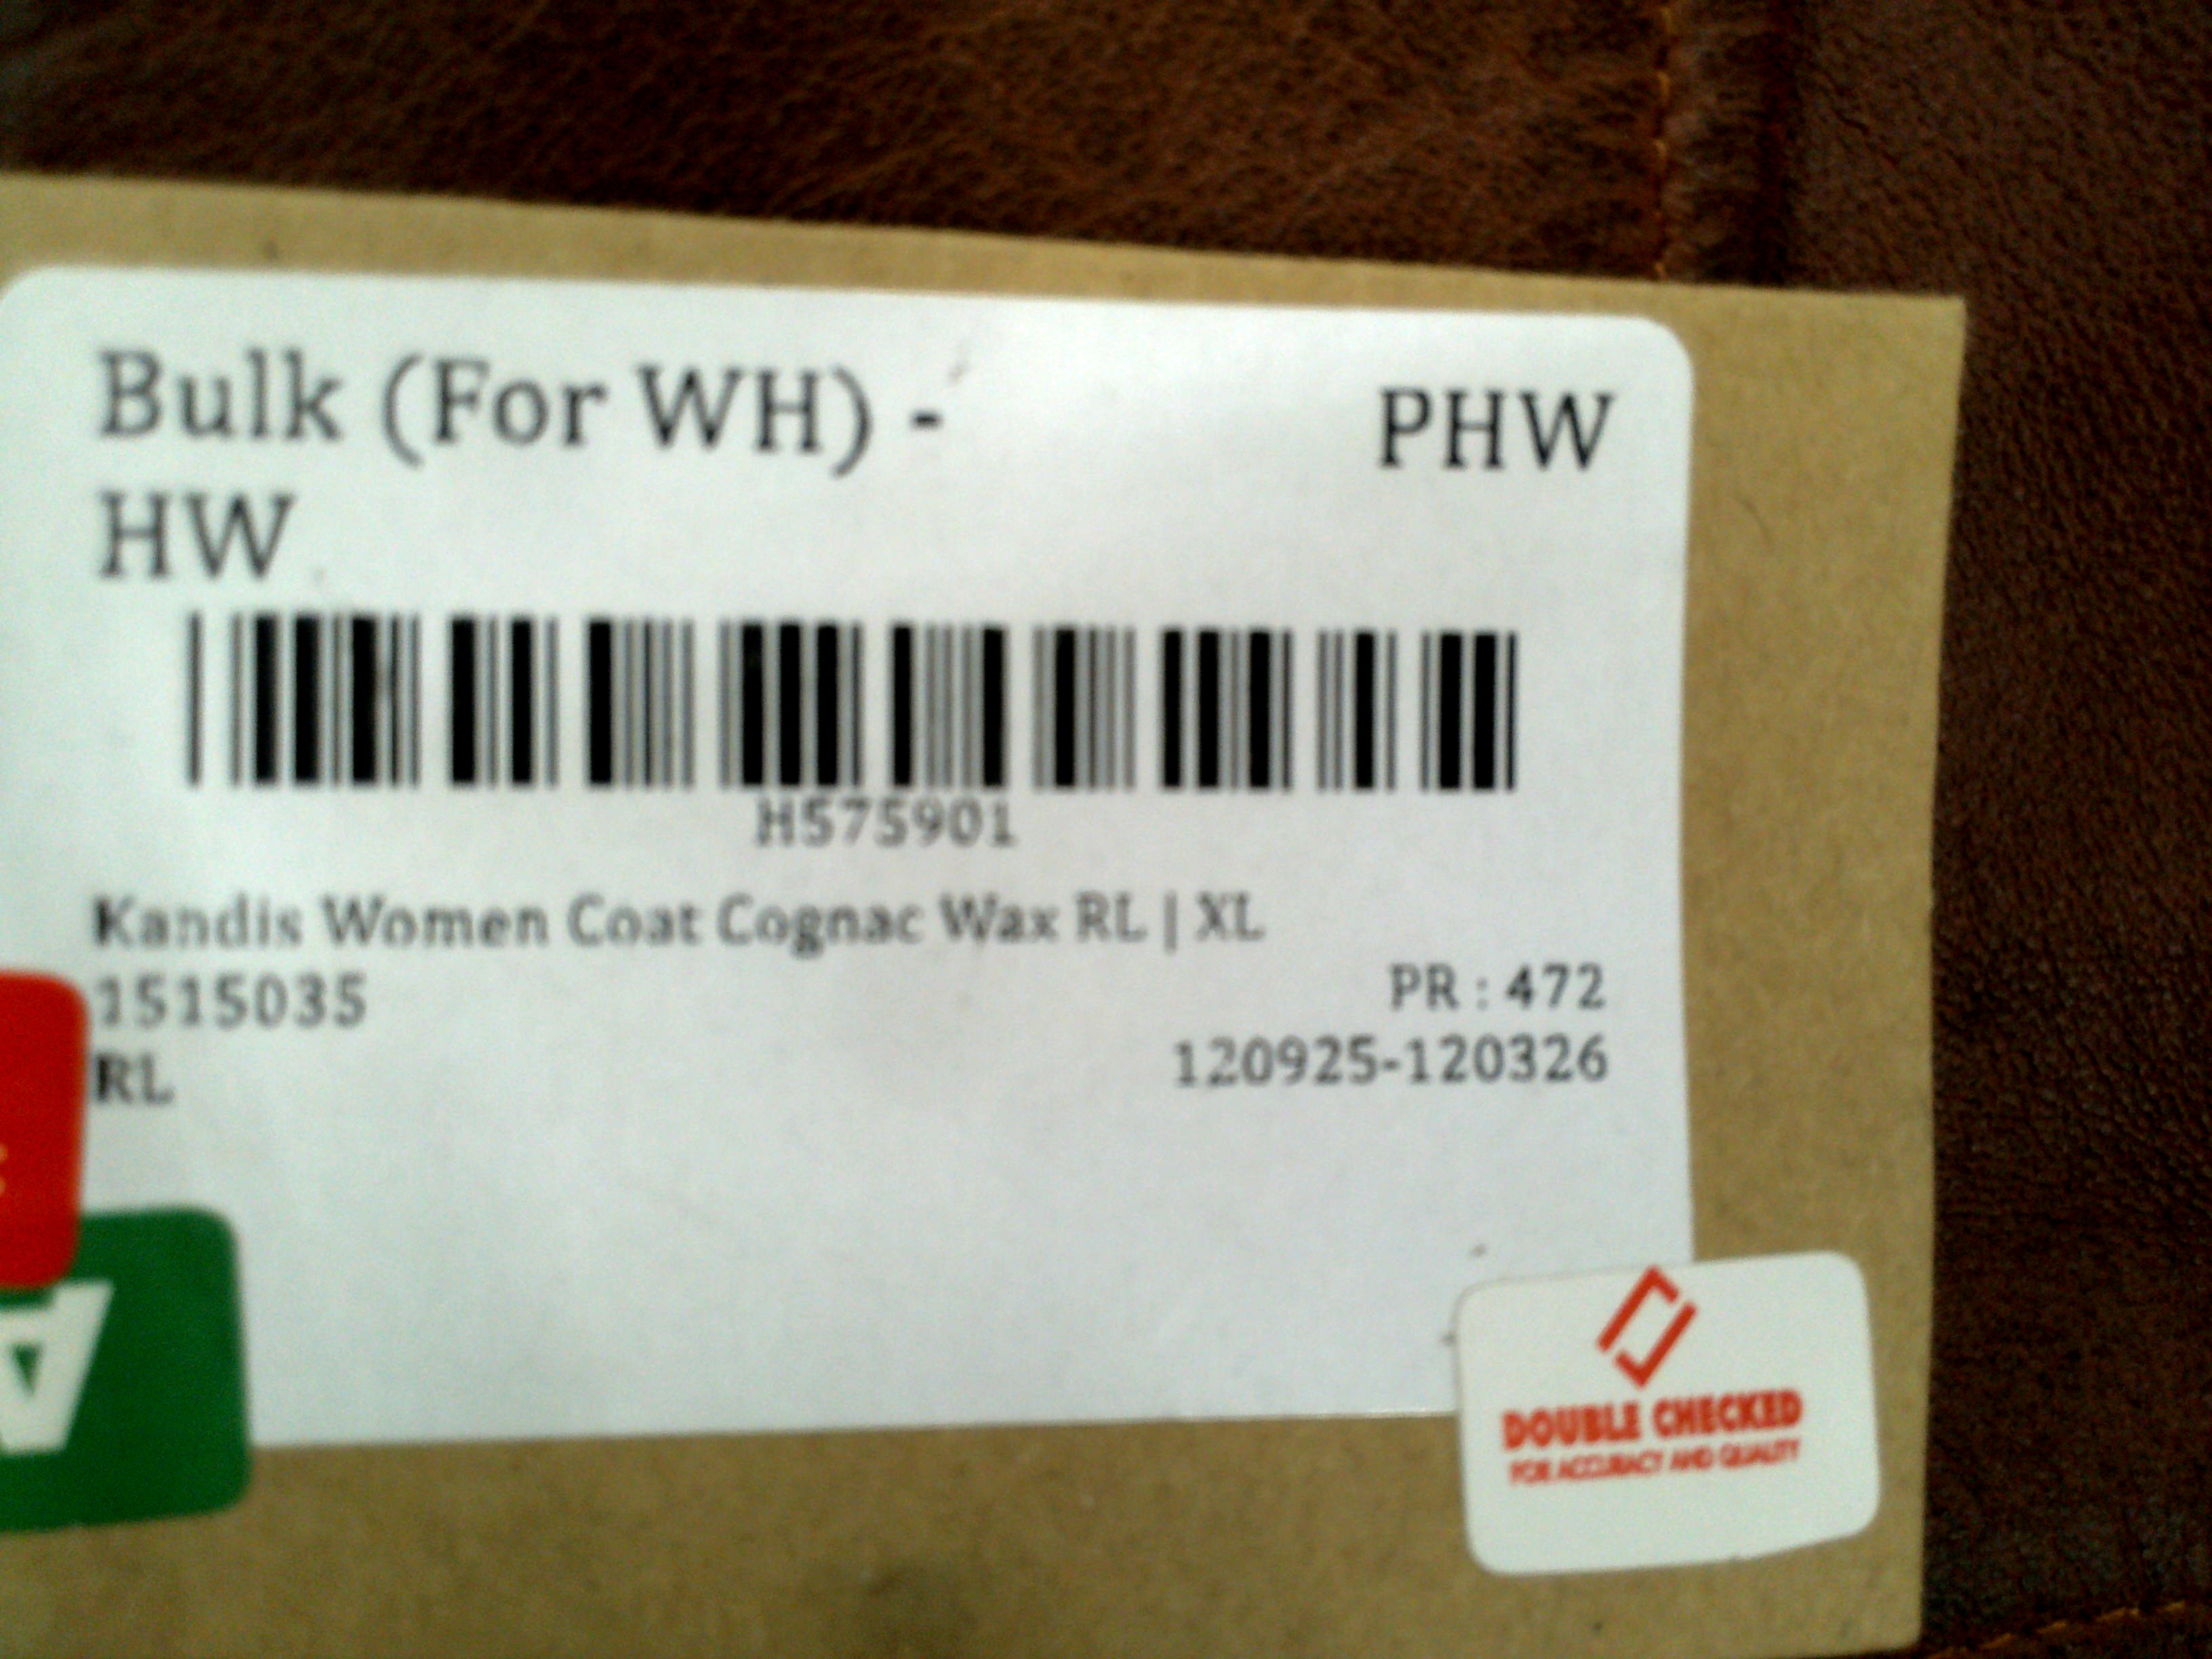 Bulk (For WH) - PHW
HW
H575901
Kandis Women Coat Cognac Wax RL | XL
1515035 PR : 472
RL 120925-120326
DOUBLE CHECKED
FOR ACCURACY AND QUALITY
A